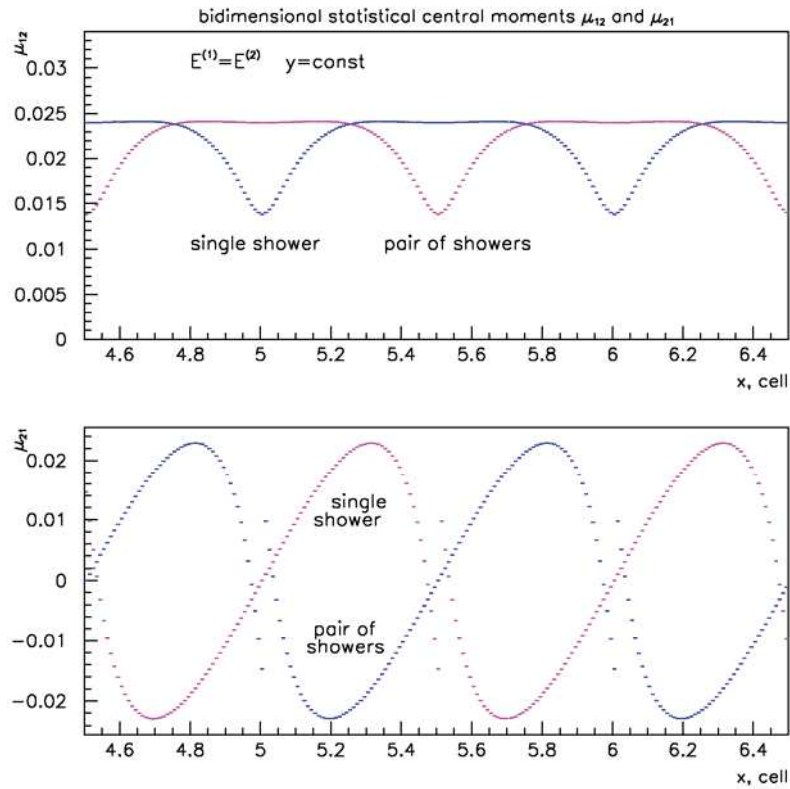 bidimensional statistical central moments μ₁₂ and μ₂₁
μ₁₂
E⁽¹⁾=E⁽²⁾ y=const
0.03
0.025
0.02
0.015
0.01
0.005
0
single shower pair of showers
4.6 4.8 5 5.2 5.4 5.6 5.8 6 6.2 6.4
x, cell
μ₂₁
0.02
0.01
0
−0.01
−0.02
single
shower
pair of
showers
4.6 4.8 5 5.2 5.4 5.6 5.8 6 6.2 6.4
x, cell